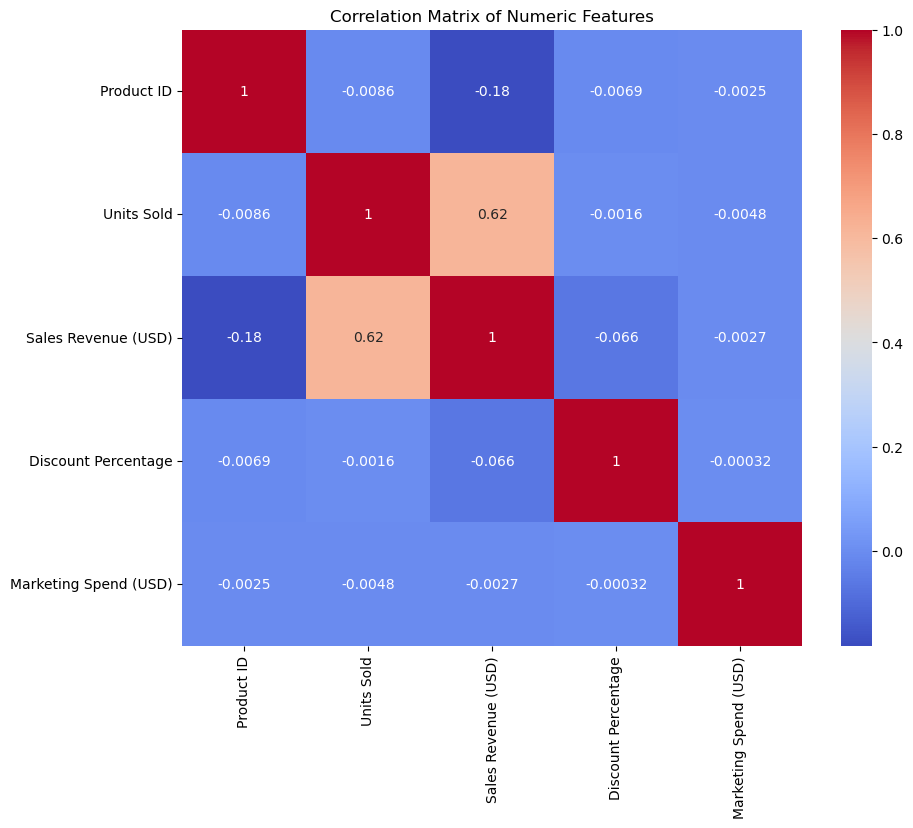 Correlation Matrix of Numeric Features
Product ID
1 -0.0086 -0.18 -0.0069 -0.0025
Units Sold
-0.0086 1 0.62 -0.0016 -0.0048
Sales Revenue (USD)
-0.18 0.62 1 -0.066 -0.0027
Discount Percentage
-0.0069 -0.0016 -0.066 1 -0.00032
Marketing Spend (USD)
-0.0025 -0.0048 -0.0027 -0.00032 1
Product ID
Units Sold
Sales Revenue (USD)
Discount Percentage
Marketing Spend (USD)
1.0
0.8
0.6
0.4
0.2
0.0